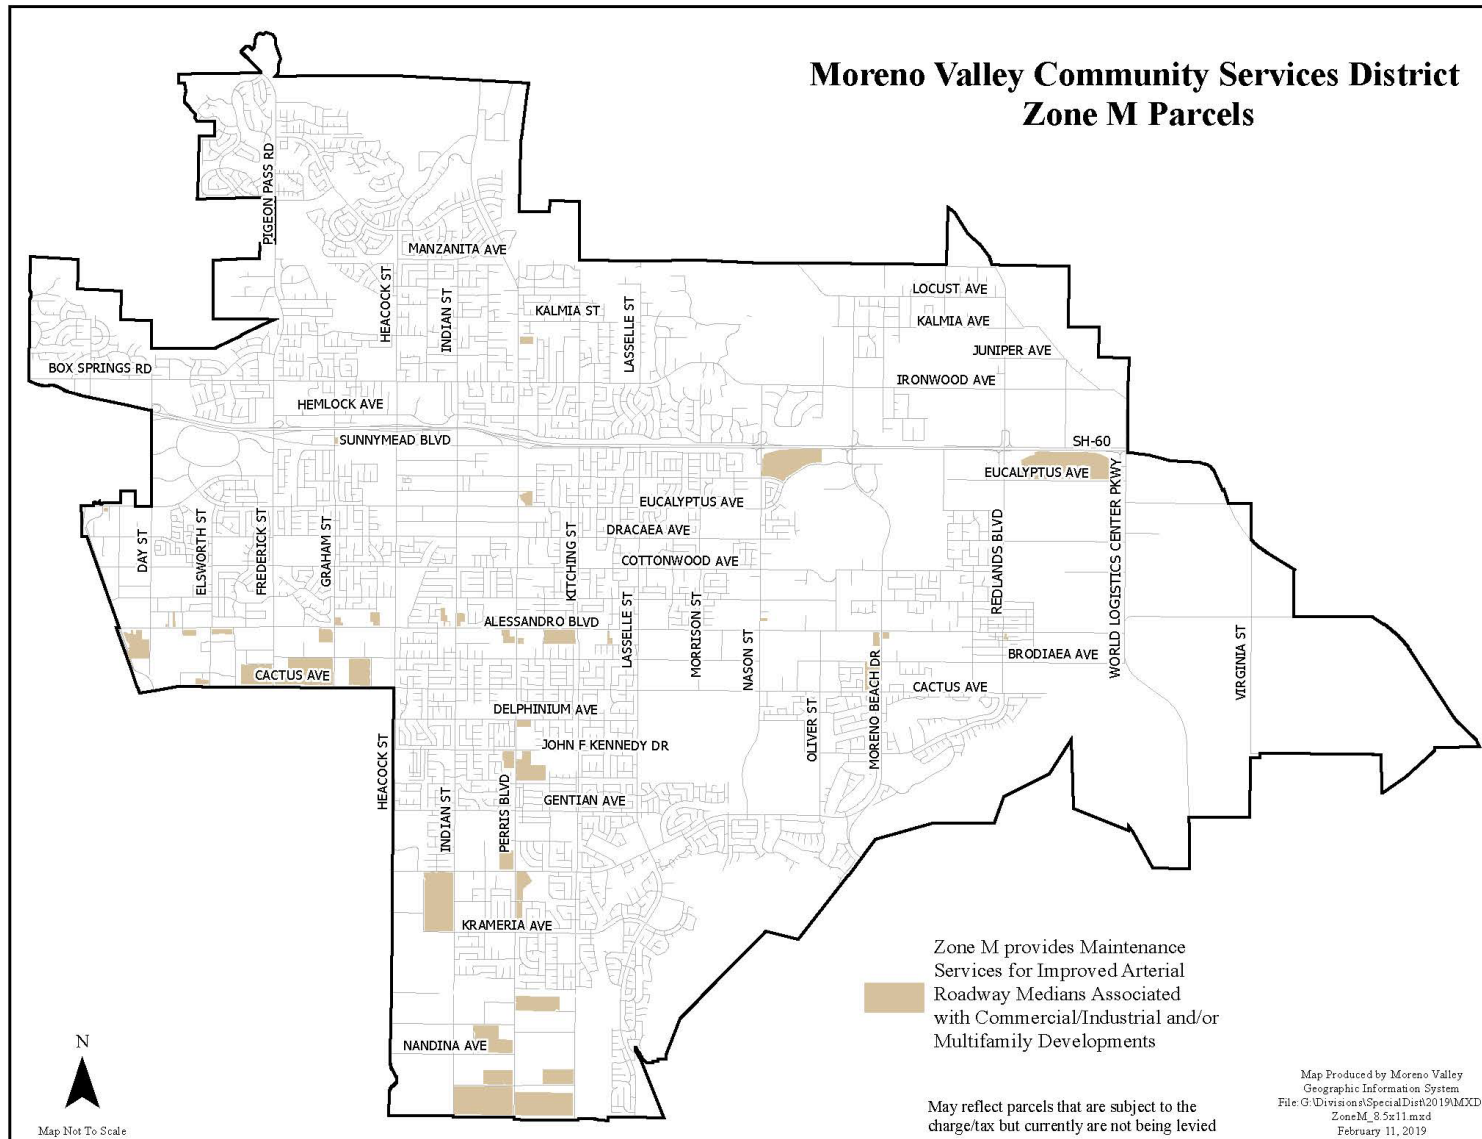 Moreno Valley Community Services District
Zone M Parcels
PIGEON PASS RD
MANZANITA AVE
HEACOCK ST
INDIAN ST
KALMIA ST
LASSELLE ST
LOCUST AVE
KALMIA AVE
JUNIPER AVE
IRONWOOD AVE
BOX SPRINGS RD
HEMLOCK AVE
SUNNYMEAD BLVD
SH-60
EUCALYPTUS AVE
EUCALYPTUS AVE
DAY ST
ELSWORTH ST
FREDERICK ST
GRAHAM ST
KITCHING ST
DRACAEA AVE
COTTONWOOD AVE
REDLANDS BLVD
WORLD LOGISTICS CENTER PKWY
ALESSANDRO BLVD
LASSELLE ST
MORRISON ST
NASON ST
MORENO BEACH DR
BRODIAEA AVE
VIRGINIA ST
CACTUS AVE
CACTUS AVE
DELPHINIUM AVE
OLIVER ST
JOHN F KENNEDY DR
HEACOCK ST
INDIAN ST
PERRIS BLVD
GENTIAN AVE
KRAMERIA AVE
NANDINA AVE
Zone M provides Maintenance
Services for Improved Arterial
Roadway Medians Associated
with Commercial/Industrial and/or
Multifamily Developments
N
Map Not To Scale
May reflect parcels that are subject to the
charge/tax but currently are not being levied
Map Produced by Moreno Valley
Geographic Information System
File: G:\Divisions\SpecialDist\2019\MXD
ZoneM_8.5x11.mxd
February 11, 2019